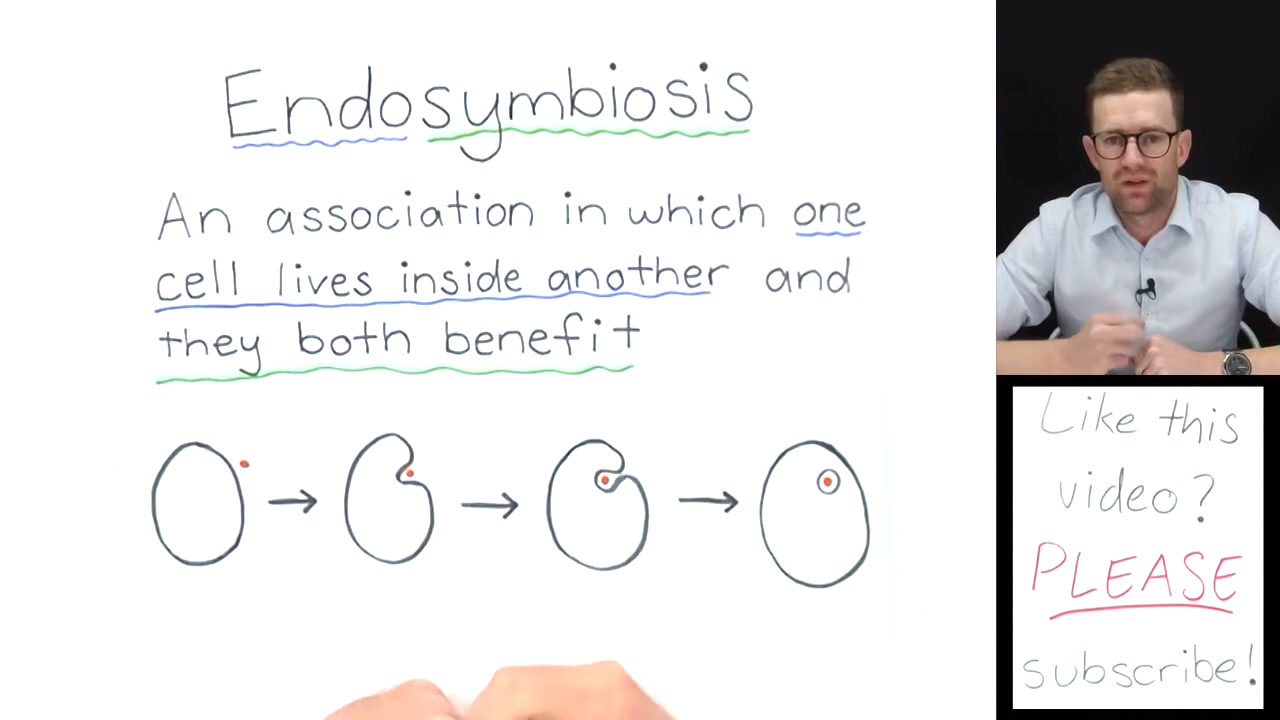 Endosymbiosis
An association in which one
cell lives inside another and
they both benefit
Like this
video?
PLEASE
subscribe!